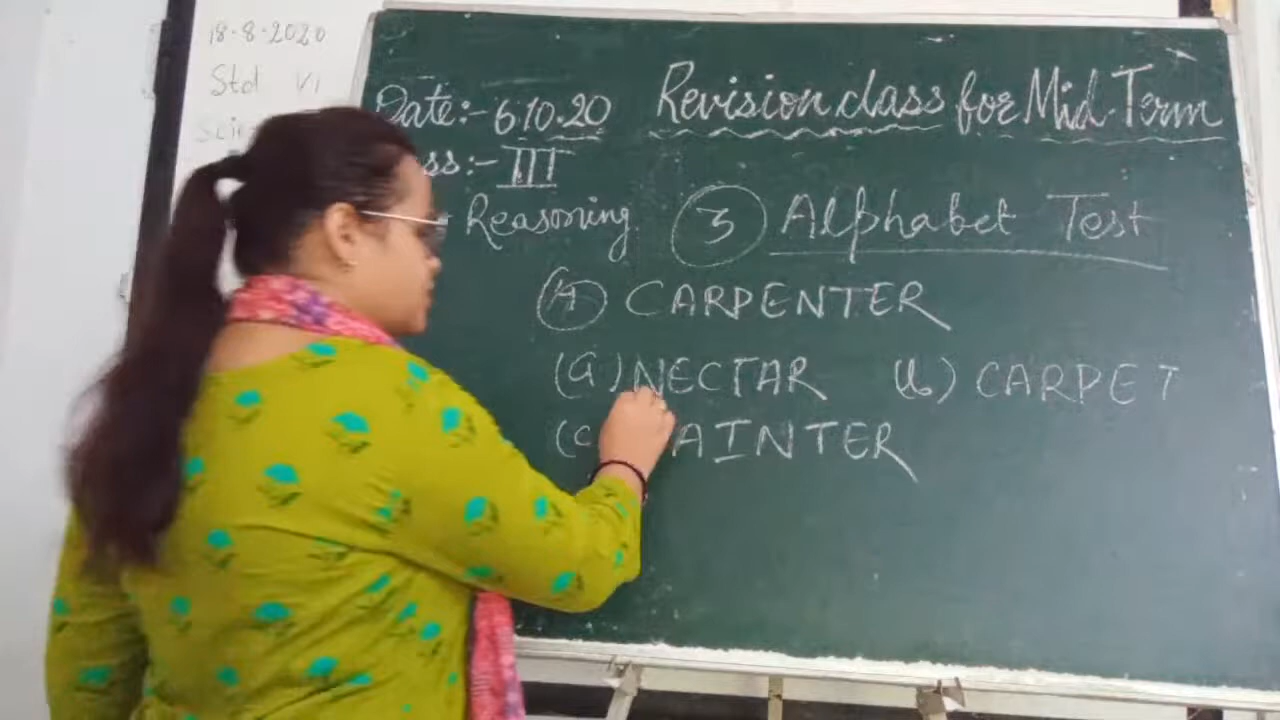 18-8-2020
Std VI
Date:- 6.10.20 Revision class for Mid-Term
ss:- III
Reasoning (3) Alphabet Test
(A) CARPENTER
(a) NECTAR (b) CARPET
(c AINTER